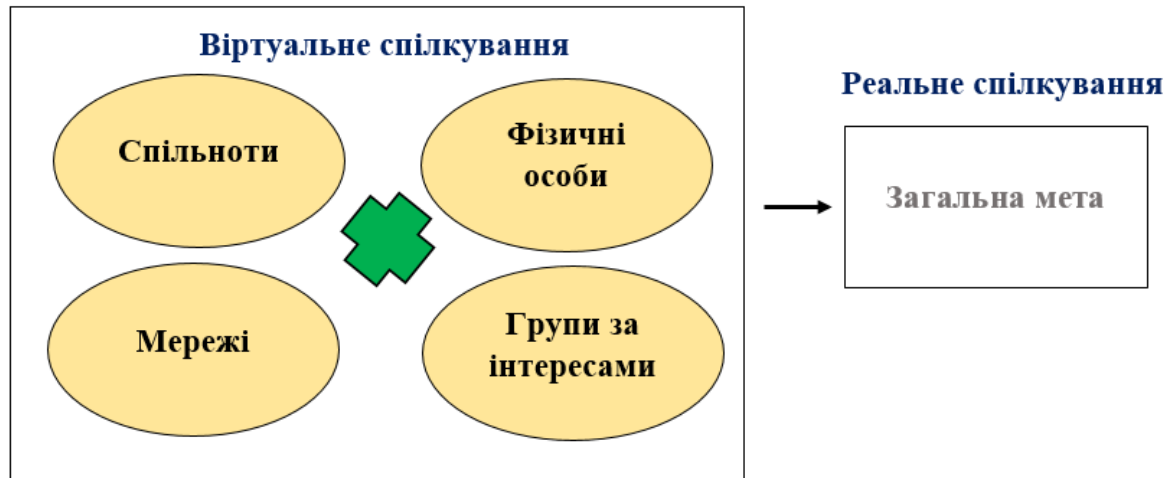 Віртуальне спілкування
Спільноти
Фізичні
особи
Мережі
Групи за
інтересами
Реальне спілкування
Загальна мета